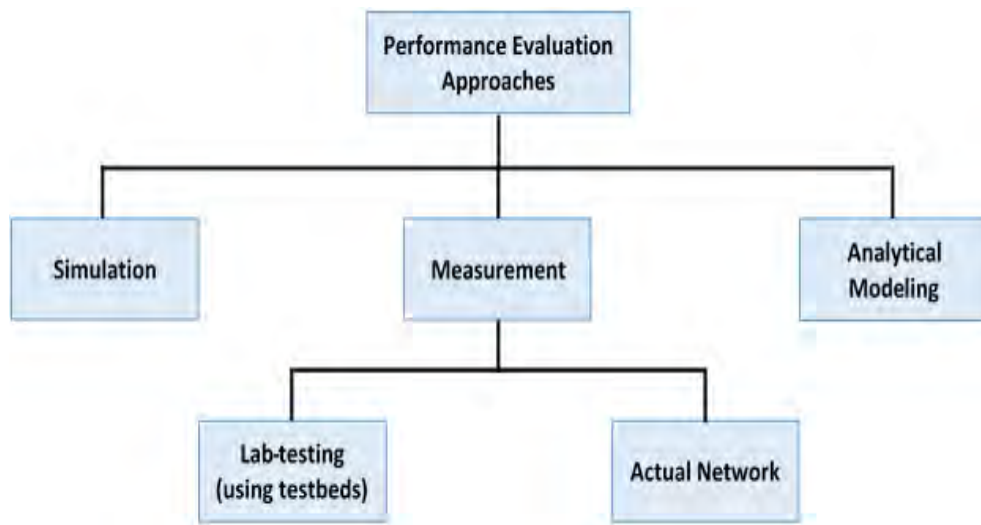 Performance Evaluation
Approaches
Simulation
Measurement
Analytical
Modeling
Lab-testing
(using testbeds)
Actual Network